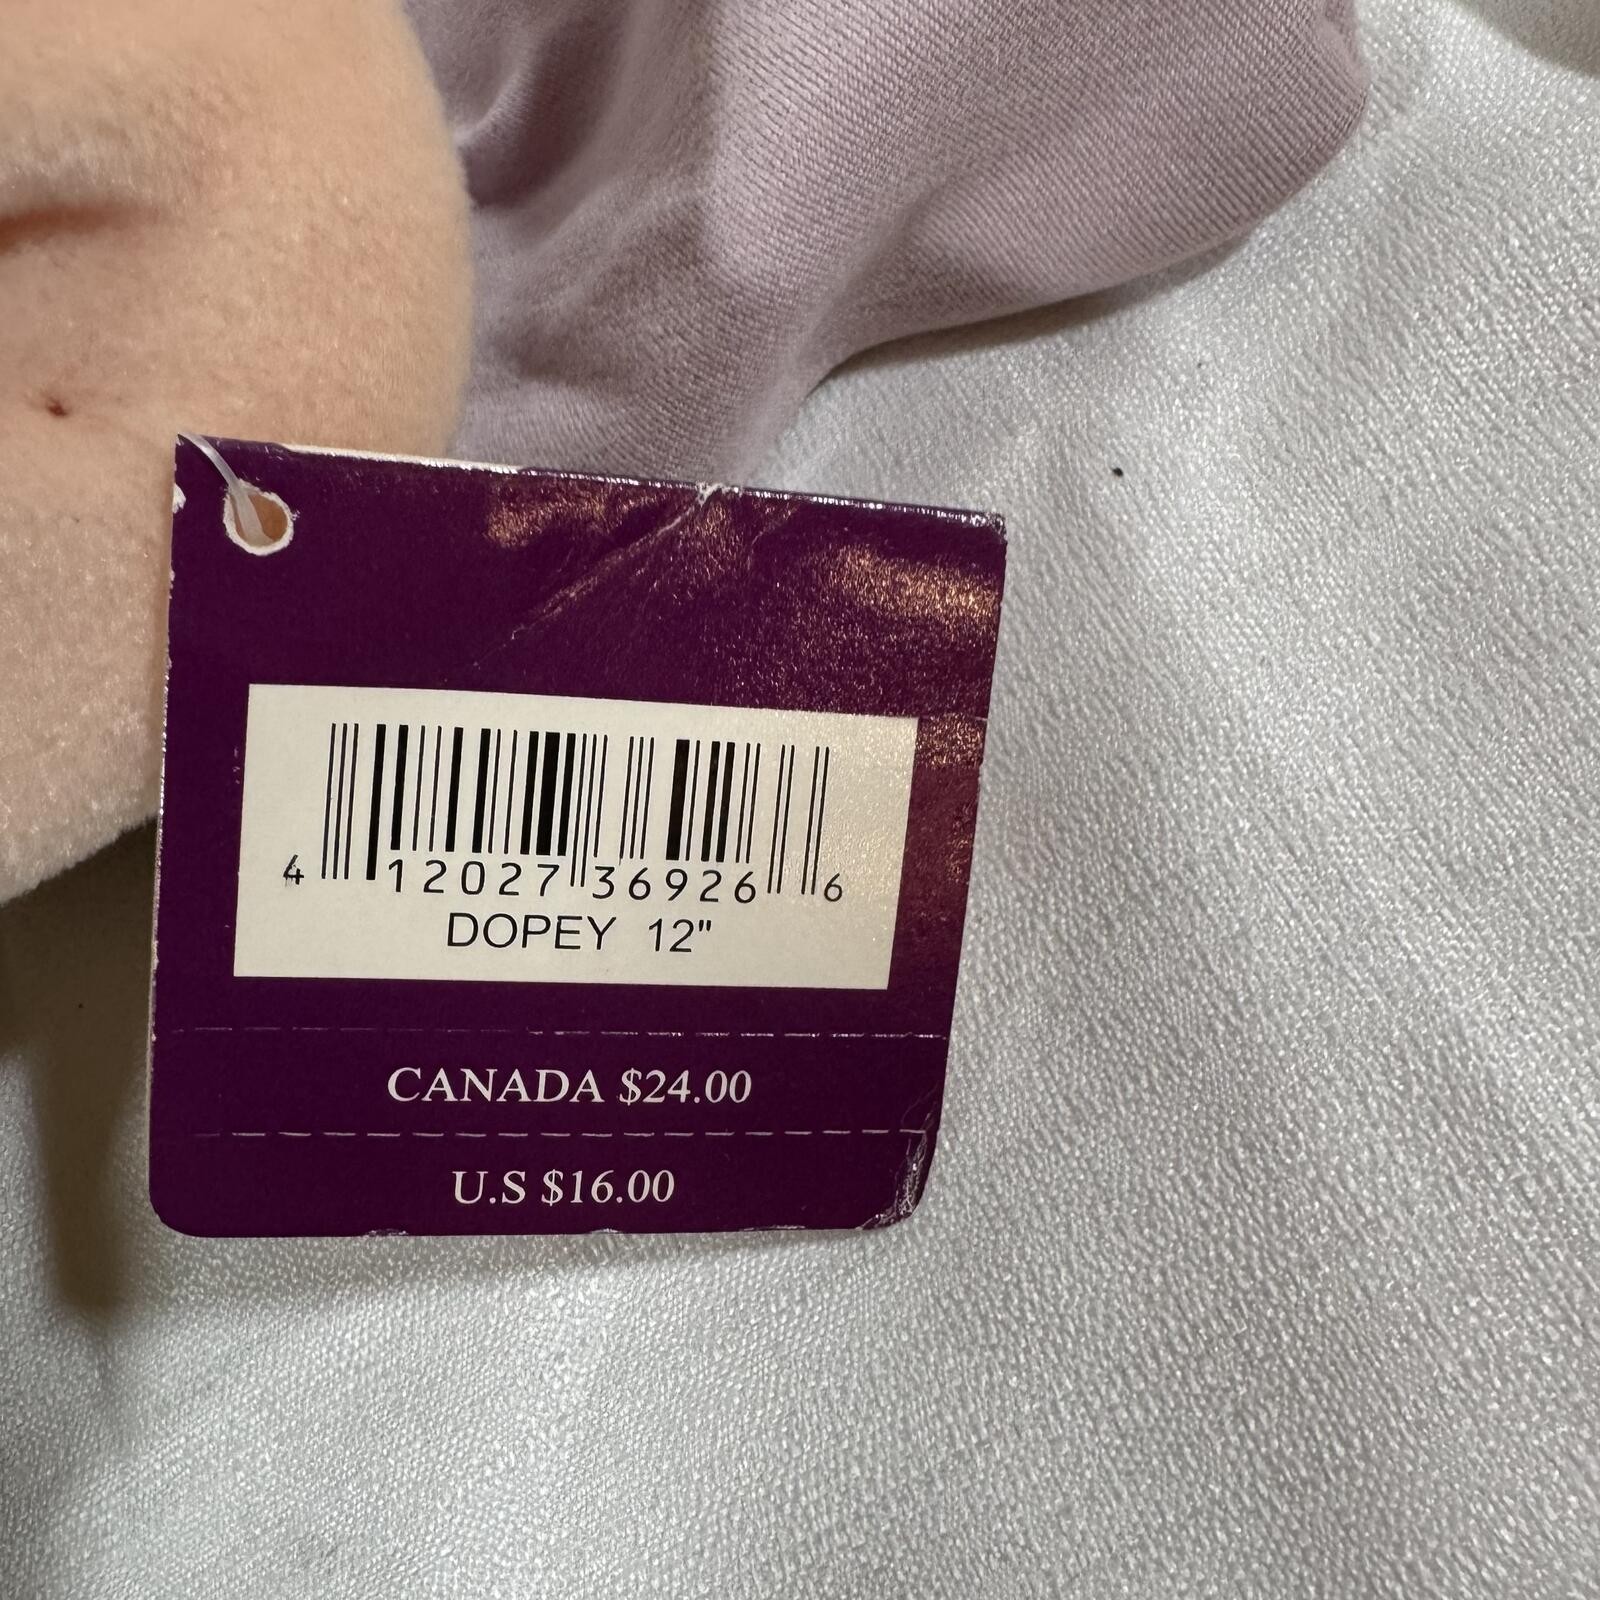 4 12027 36926 6
DOPEY 12"
CANADA $24.00
U.S $16.00